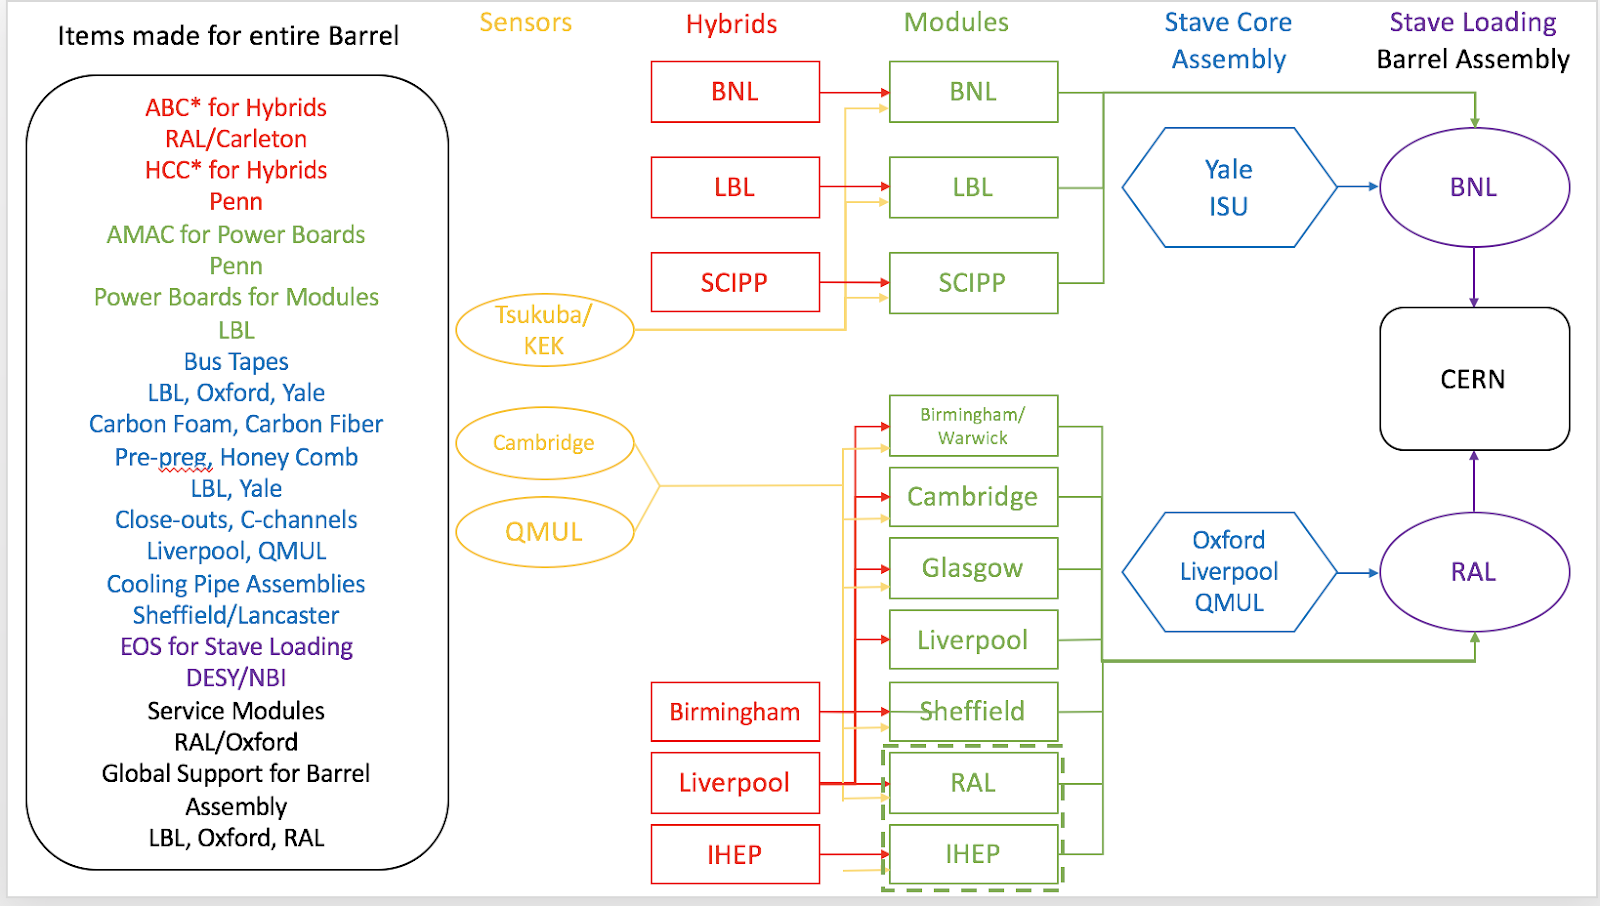 Items made for entire Barrel
ABC* for Hybrids
RAL/Carleton
HCC* for Hybrids
Penn
AMAC for Power Boards
Penn
Power Boards for Modules
LBL
Bus Tapes
LBL, Oxford, Yale
Carbon Foam, Carbon Fiber
Pre-preg, Honey Comb
LBL, Yale
Close-outs, C-channels
Liverpool, QMUL
Cooling Pipe Assemblies
Sheffield/Lancaster
EOS for Stave Loading
DESY/NBI
Service Modules
RAL/Oxford
Global Support for Barrel
Assembly
LBL, Oxford, RAL
Sensors
Tsukuba/
KEK
Cambridge
QMUL
Hybrids
BNL
LBL
SCIPP
Birmingham
Liverpool
IHEP
Modules
BNL
LBL
SCIPP
Birmingham/
Warwick
Cambridge
Glasgow
Liverpool
Sheffield
RAL
IHEP
Stave Core
Assembly
Yale
ISU
Oxford
Liverpool
QMUL
Stave Loading
Barrel Assembly
BNL
CERN
RAL